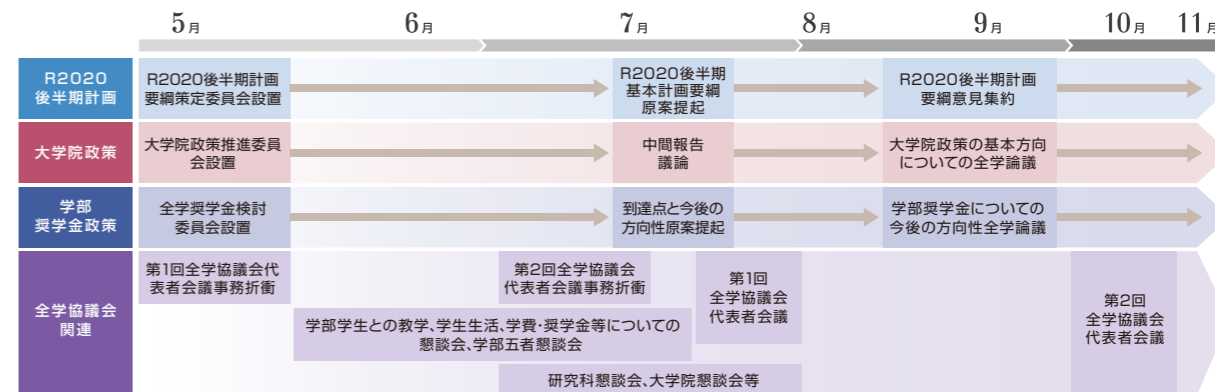 5月 6月 7月 8月 9月 10月 11月
R2020
後半期計画
R2020後半期計画
要綱策定委員会設置
R2020後半期
基本計画要綱
原案提起
R2020後半期計画
要綱意見集約
大学院政策
大学院政策推進委員
会設置
中間報告
議論
大学院政策の基本方向
についての全学論議
学部
奨学金政策
全学奨学金検討
委員会設置
到達点と今後の
方向性原案提起
学部奨学金についての
今後の方向性全学論議
全学協議会
関連
第1回全学協議会代
表者会議事務折衝
第2回全学協議会
代表者会議事務折衝
第1回
全学協議会
代表者会議
第2回
全学協議会
代表者会議
学部学生との教学、学生生活、学費・奨学金等についての
懇談会、学部五者懇談会
研究科懇談会、大学院懇談会等